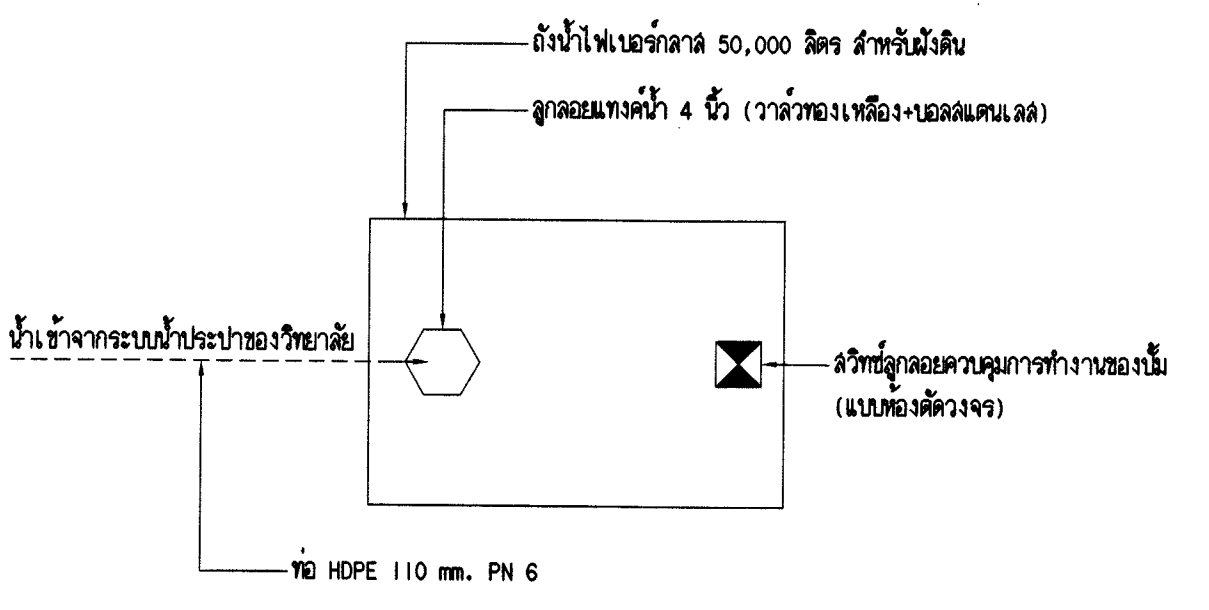 ถังน้ำไฟเบอร์กลาส 50,000 ลิตร สำหรับฝังดิน
ลูกลอยแทงค์น้ำ 4 นิ้ว (วาล์วทองเหลือง+บอลสแตนเลส)
น้ำเข้าจากระบบน้ำประปาของวิทยาลัย
สวิทซ์ลูกลอยควบคุมการทำงานของปั๊ม
(แบบห้องตัดวงจร)
ท่อ HDPE 110 mm. PN 6